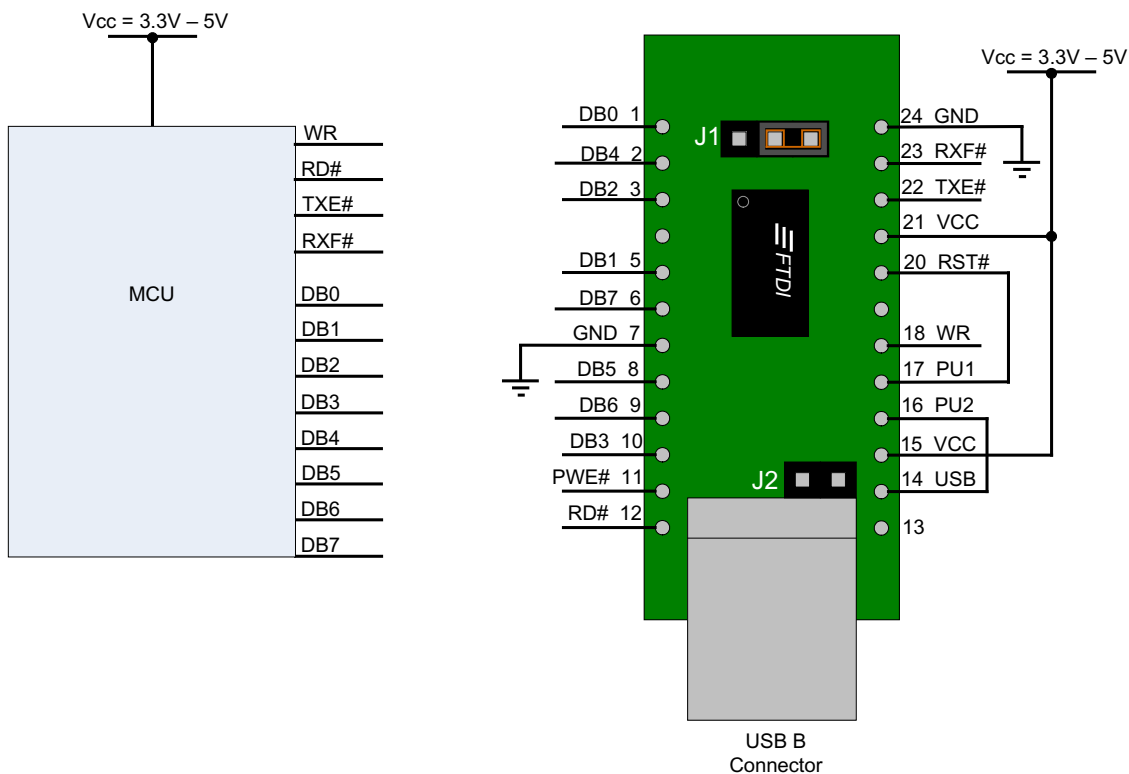 Vcc = 3.3V – 5V
MCU
WR
RD#
TXE#
RXF#
DB0
DB1
DB2
DB3
DB4
DB5
DB6
DB7
DB0 1
DB4 2
DB2 3
DB1 5
DB7 6
GND 7
DB5 8
DB6 9
DB3 10
PWE# 11
RD# 12
J1
FTDI
J2
Vcc = 3.3V – 5V
24 GND
23 RXF#
22 TXE#
21 VCC
20 RST#
18 WR
17 PU1
16 PU2
15 VCC
14 USB
13
USB B
Connector